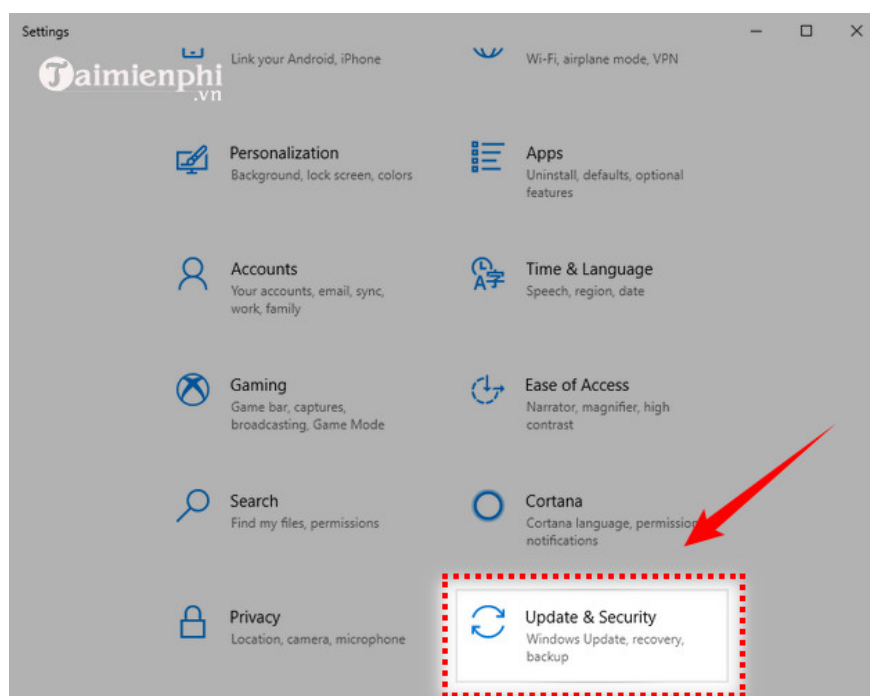 Settings
Taimienphi
.vn
Link your Android, iPhone
Wi-Fi, airplane mode, VPN
Personalization
Background, lock screen, colors
Apps
Uninstall, defaults, optional
features
Accounts
Your accounts, email, sync,
work, family
Time & Language
Speech, region, date
Gaming
Game bar, captures,
broadcasting, Game Mode
Ease of Access
Narrator, magnifier, high
contrast
Search
Find my files, permissions
Cortana
Cortana language, permission
notifications
Privacy
Location, camera, microphone
Update & Security
Windows Update, recovery,
backup